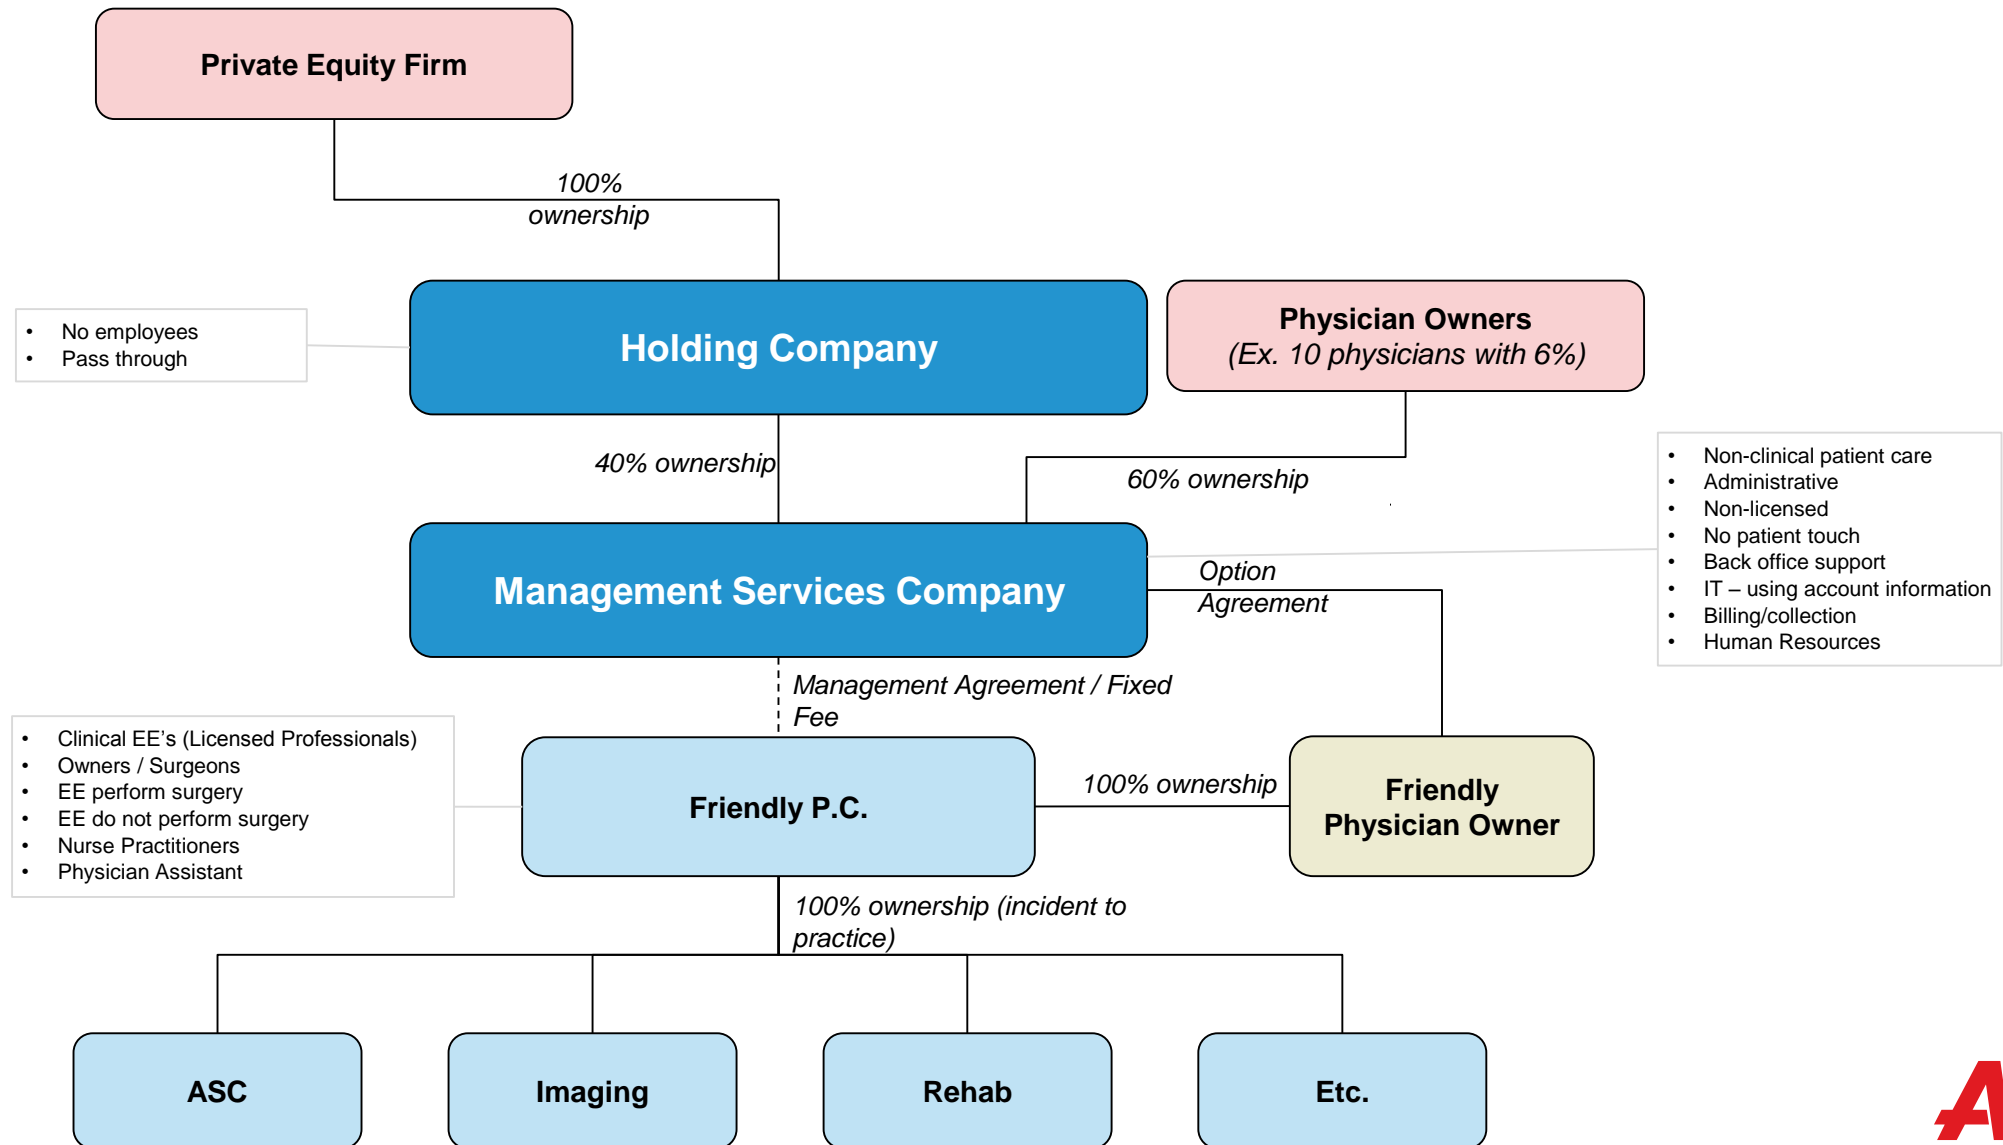 Private Equity Firm
100%
ownership
• No employees
• Pass through
Holding Company
Physician Owners
(Ex. 10 physicians with 6%)
40% ownership
60% ownership
• Non-clinical patient care
• Administrative
• Non-licensed
• No patient touch
• Back office support
• IT – using account information
• Billing/collection
• Human Resources
Management Services Company
Option
Agreement
Management Agreement / Fixed
Fee
• Clinical EE’s (Licensed Professionals)
• Owners / Surgeons
• EE perform surgery
• EE do not perform surgery
• Nurse Practitioners
• Physician Assistant
Friendly P.C.
100% ownership
Friendly
Physician Owner
100% ownership (incident to
practice)
ASC
Imaging
Rehab
Etc.
A